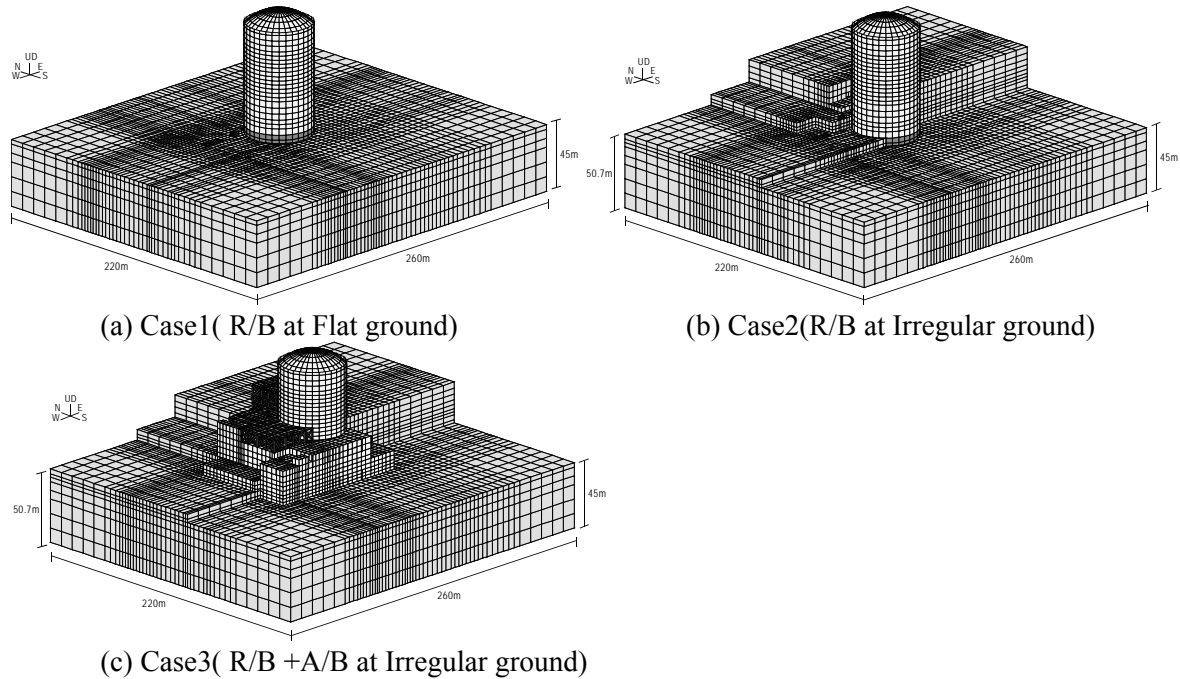 UD
N E
W S
45m
220m
260m
(a) Case1( R/B at Flat ground)
UD
N E
W S
50.7m
45m
220m
260m
(b) Case2(R/B at Irregular ground)
UD
N E
W S
50.7m
45m
220m
260m
(c) Case3( R/B +A/B at Irregular ground)